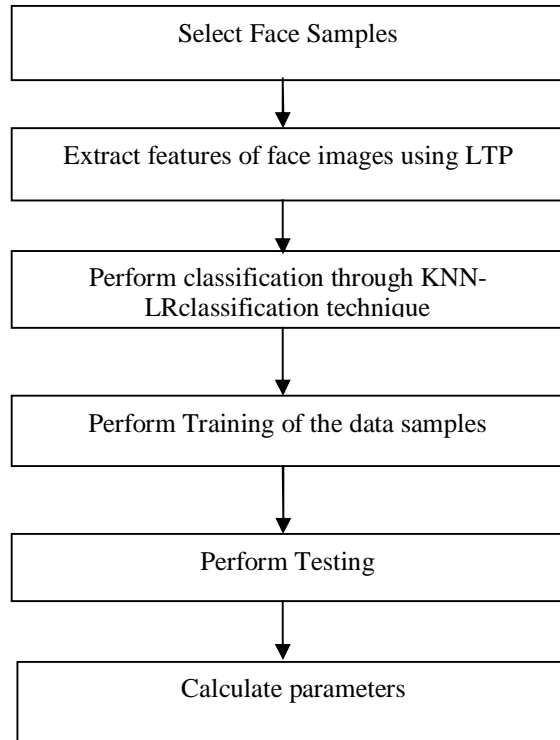 Select Face Samples
Extract features of face images using LTP
Perform classification through KNN-
LRclassification technique
Perform Training of the data samples
Perform Testing
Calculate parameters